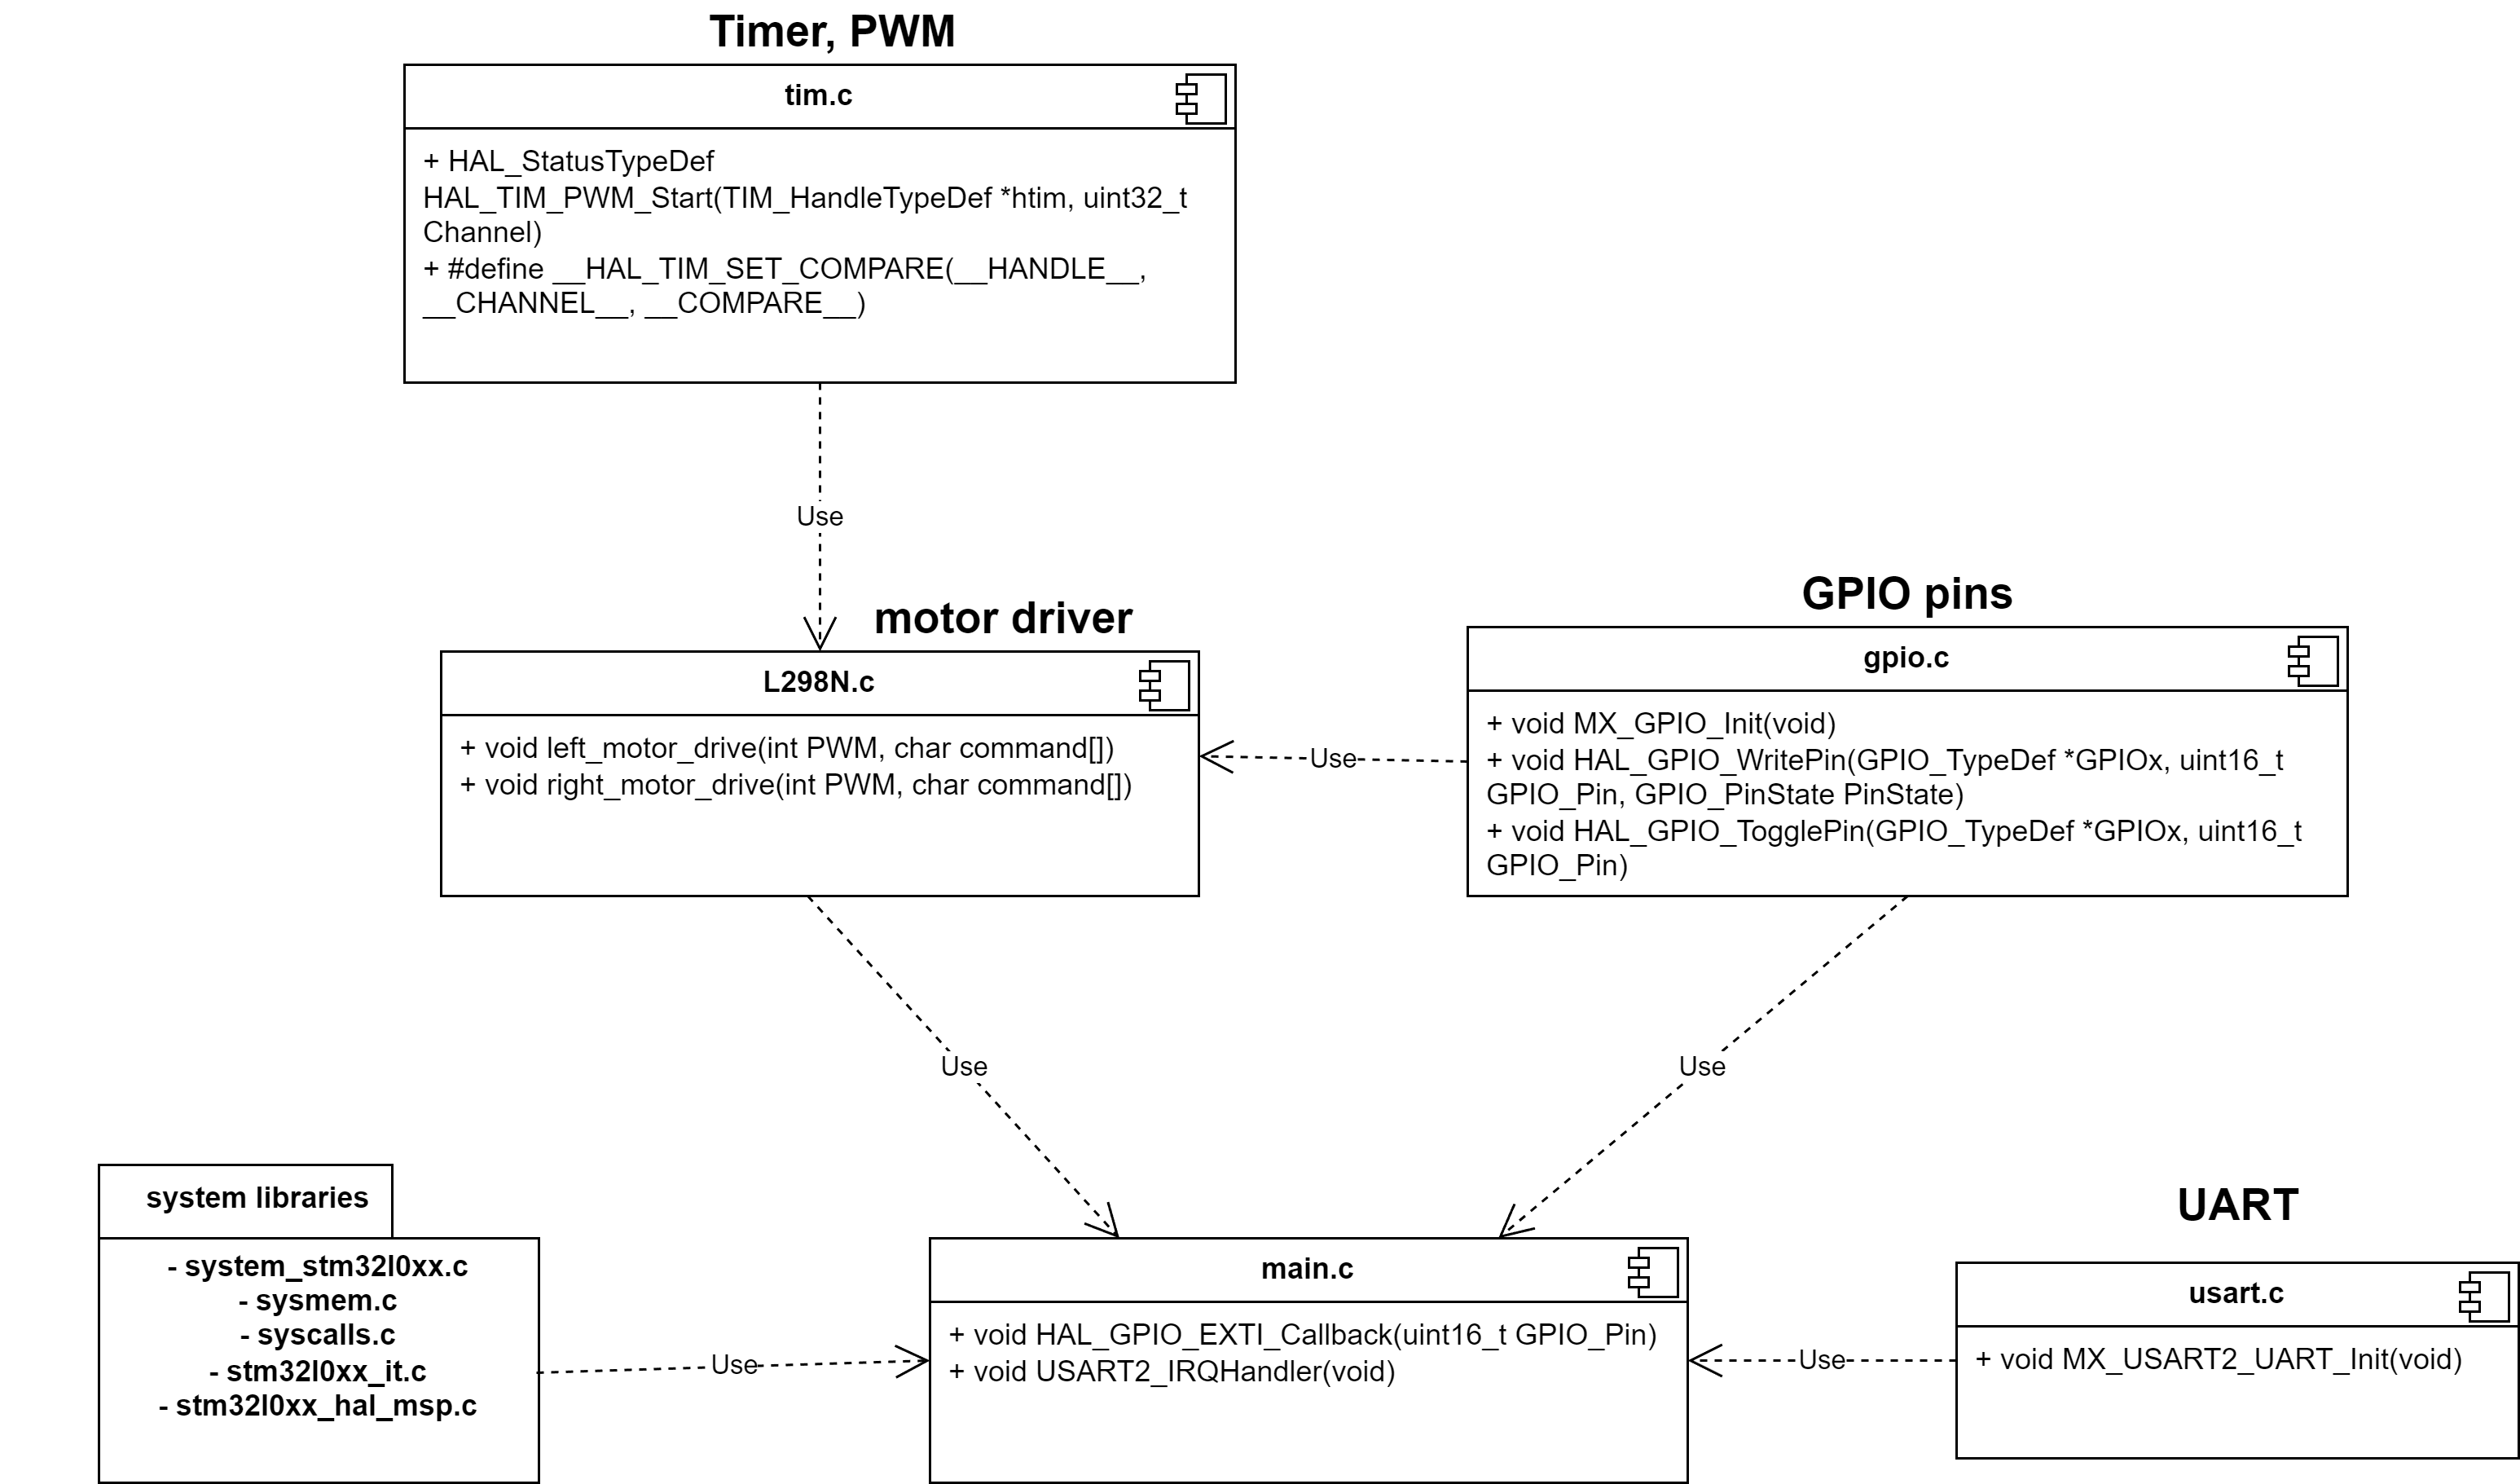 Timer, PWM
tim.c
+ HAL_StatusTypeDef
HAL_TIM_PWM_Start(TIM_HandleTypeDef *htim, uint32_t
Channel)
+ #define __HAL_TIM_SET_COMPARE(__HANDLE__,
__CHANNEL__, __COMPARE__)
Use
motor driver
L298N.c
+ void left_motor_drive(int PWM, char command[])
+ void right_motor_drive(int PWM, char command[])
Use
GPIO pins
gpio.c
+ void MX_GPIO_Init(void)
+ void HAL_GPIO_WritePin(GPIO_TypeDef *GPIOx, uint16_t
GPIO_Pin, GPIO_PinState PinState)
+ void HAL_GPIO_TogglePin(GPIO_TypeDef *GPIOx, uint16_t
GPIO_Pin)
Use
Use
system libraries
- system_stm32l0xx.c
- sysmem.c
- syscalls.c
- stm32l0xx_it.c
- stm32l0xx_hal_msp.c
Use
main.c
+ void HAL_GPIO_EXTI_Callback(uint16_t GPIO_Pin)
+ void USART2_IRQHandler(void)
Use
UART
usart.c
+ void MX_USART2_UART_Init(void)